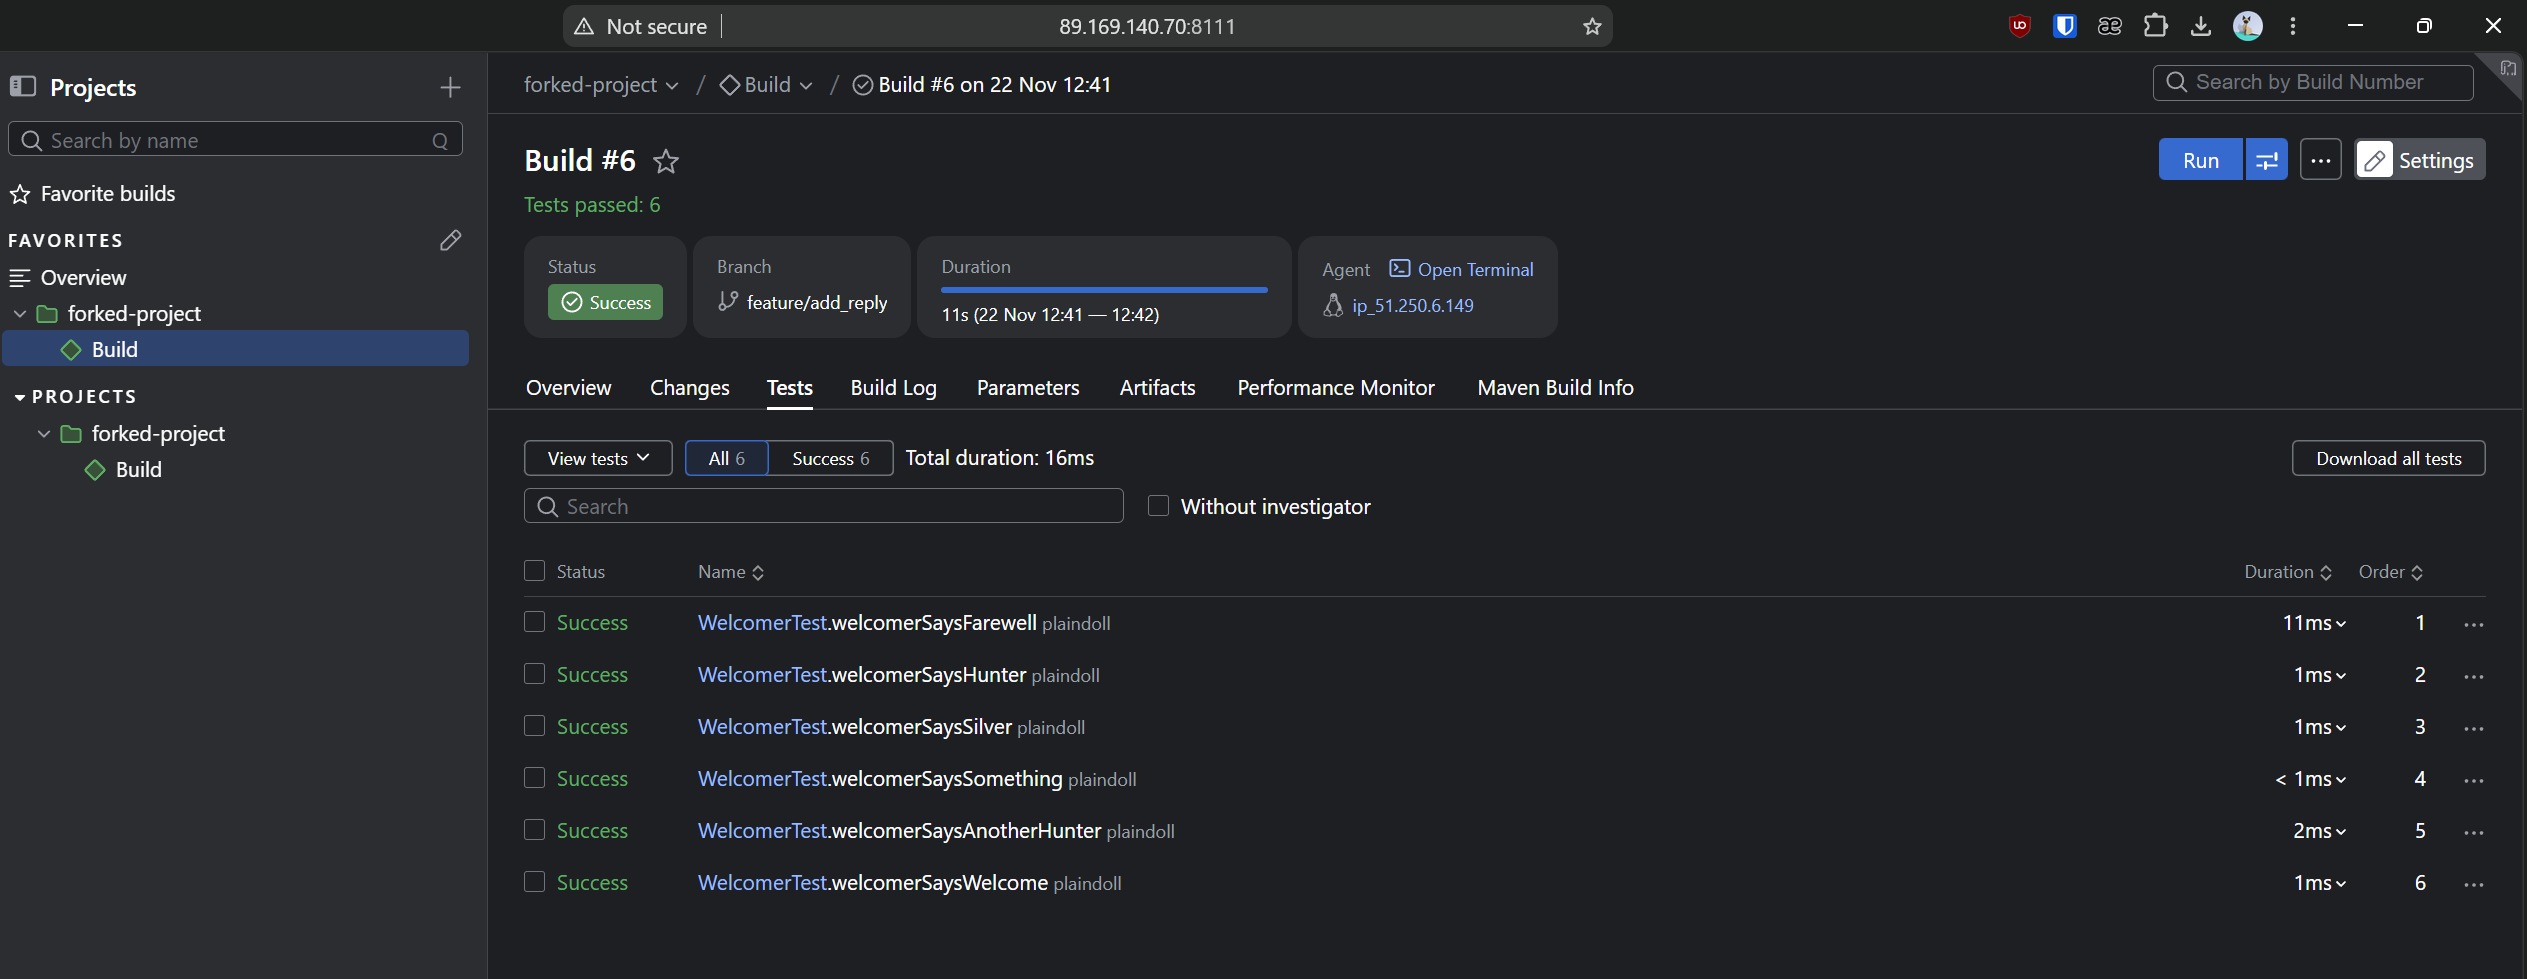 Not secure
89.169.140.70:8111
Projects
Search by name
Q
Favorite builds
FAVORITES
Overview
forked-project
Build
PROJECTS
forked-project
Build
forked-project / Build / Build #6 on 22 Nov 12:41
Search by Build Number
Build #6
Run
...
Settings
Tests passed: 6
Status
Success
Branch
feature/add_reply
Duration
11s (22 Nov 12:41 — 12:42)
Agent Open Terminal
ip_51.250.6.149
Overview Changes Tests Build Log Parameters Artifacts Performance Monitor Maven Build Info
View tests All 6 Success 6 Total duration: 16ms Download all tests
Search Without investigator
Status Name Duration Order
Success WelcomerTest.welcomerSaysFarewell plaindoll 11ms 1 ...
Success WelcomerTest.welcomerSaysHunter plaindoll 1ms 2 ...
Success WelcomerTest.welcomerSaysSilver plaindoll 1ms 3 ...
Success WelcomerTest.welcomerSaysSomething plaindoll < 1ms 4 ...
Success WelcomerTest.welcomerSaysAnotherHunter plaindoll 2ms 5 ...
Success WelcomerTest.welcomerSaysWelcome plaindoll 1ms 6 ...